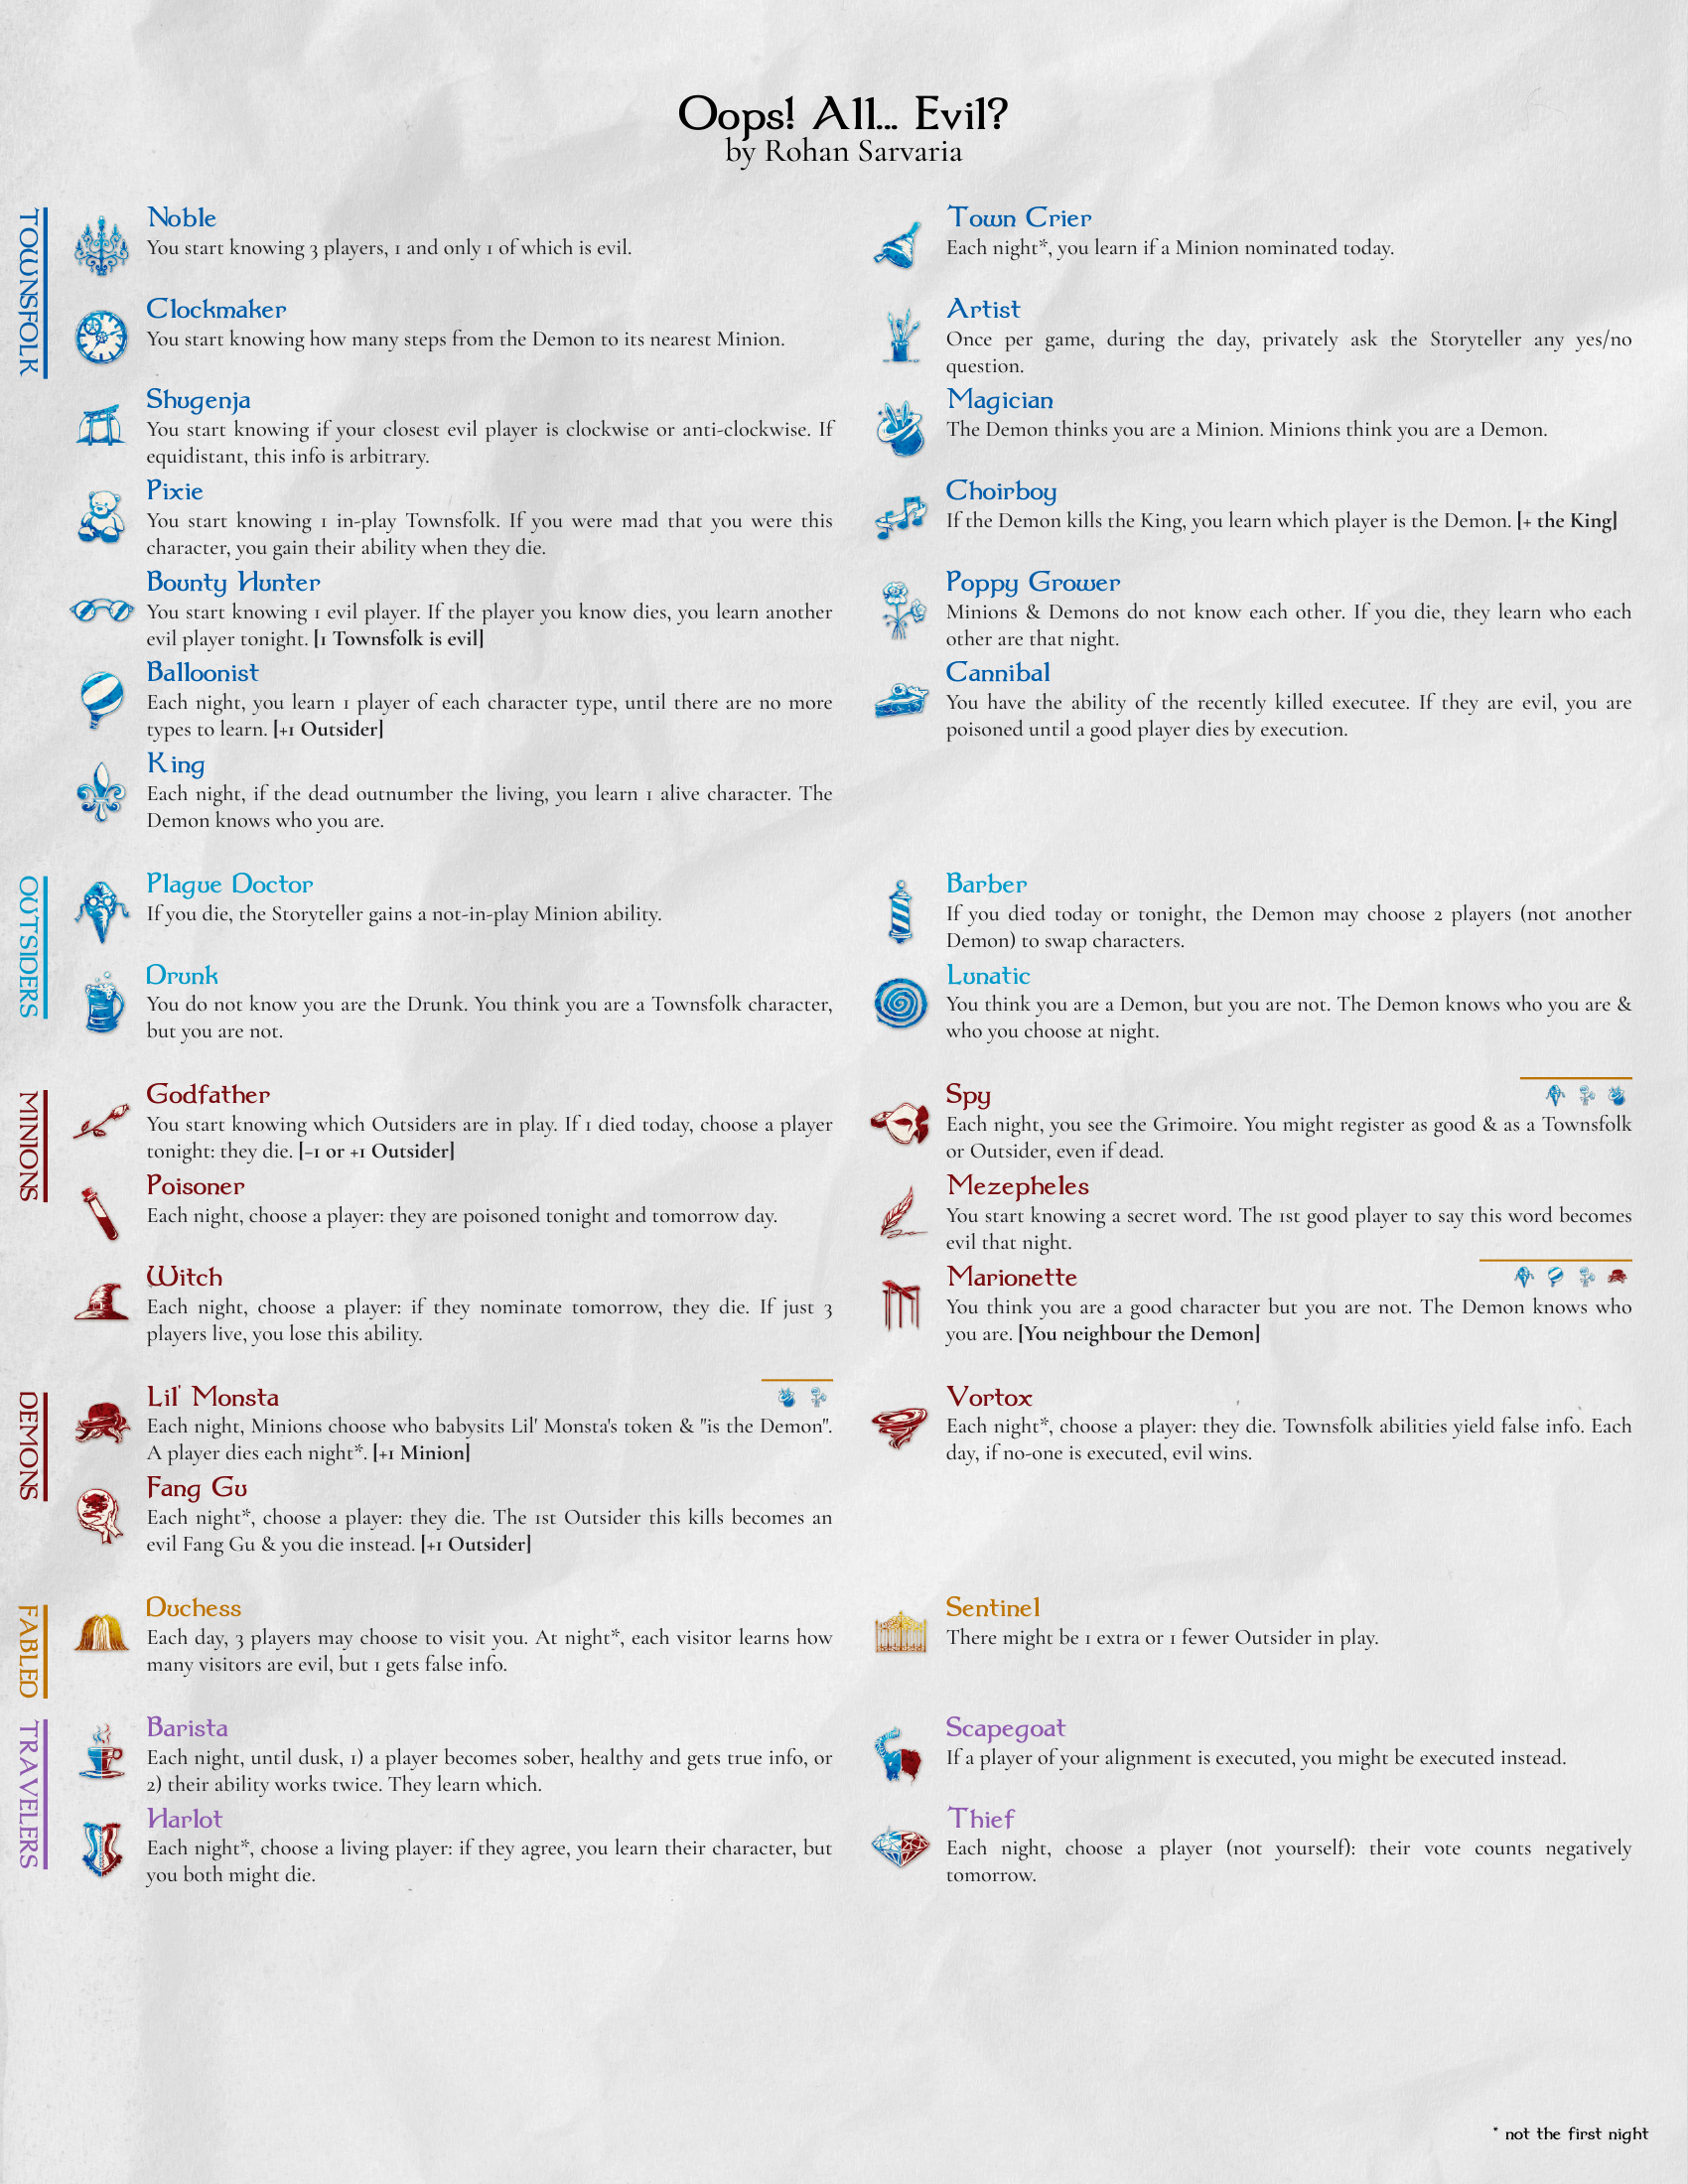 Oops! All... Evil?
by Rohan Sarvaria
TOWNSFOLK
Noble
You start knowing 3 players, 1 and only 1 of which is evil.
Clockmaker
You start knowing how many steps from the Demon to its nearest Minion.
Shugenja
You start knowing if your closest evil player is clockwise or anti-clockwise. If
equidistant, this info is arbitrary.
Pixie
You start knowing 1 in-play Townsfolk. If you were mad that you were this
character, you gain their ability when they die.
Bounty Hunter
You start knowing 1 evil player. If the player you know dies, you learn another
evil player tonight. [1 Townsfolk is evil]
Balloonist
Each night, you learn 1 player of each character type, until there are no more
types to learn. [+1 Outsider]
King
Each night, if the dead outnumber the living, you learn 1 alive character. The
Demon knows who you are.
Town Crier
Each night*, you learn if a Minion nominated today.
Artist
Once per game, during the day, privately ask the Storyteller any yes/no
question.
Magician
The Demon thinks you are a Minion. Minions think you are a Demon.
Choirboy
If the Demon kills the King, you learn which player is the Demon. [+ the King]
Poppy Grower
Minions & Demons do not know each other. If you die, they learn who each
other are that night.
Cannibal
You have the ability of the recently killed executee. If they are evil, you are
poisoned until a good player dies by execution.
OUTSIDERS
Plague Doctor
If you die, the Storyteller gains a not-in-play Minion ability.
Drunk
You do not know you are the Drunk. You think you are a Townsfolk character,
but you are not.
Barber
If you died today or tonight, the Demon may choose 2 players (not another
Demon) to swap characters.
Lunatic
You think you are a Demon, but you are not. The Demon knows who you are &
who you choose at night.
MINIONS
Godfather
You start knowing which Outsiders are in play. If 1 died today, choose a player
tonight: they die. [−1 or +1 Outsider]
Poisoner
Each night, choose a player: they are poisoned tonight and tomorrow day.
Witch
Each night, choose a player: if they nominate tomorrow, they die. If just 3
players live, you lose this ability.
Spy
Each night, you see the Grimoire. You might register as good & as a Townsfolk
or Outsider, even if dead.
Mezepheles
You start knowing a secret word. The 1st good player to say this word becomes
evil that night.
Marionette
You think you are a good character but you are not. The Demon knows who
you are. [You neighbour the Demon]
DEMONS
Lil' Monsta
Each night, Minions choose who babysits Lil' Monsta's token & "is the Demon".
A player dies each night*. [+1 Minion]
Fang Gu
Each night*, choose a player: they die. The 1st Outsider this kills becomes an
evil Fang Gu & you die instead. [+1 Outsider]
Vortox
Each night*, choose a player: they die. Townsfolk abilities yield false info. Each
day, if no-one is executed, evil wins.
FABLED
Duchess
Each day, 3 players may choose to visit you. At night*, each visitor learns how
many visitors are evil, but 1 gets false info.
Sentinel
There might be 1 extra or 1 fewer Outsider in play.
TRAVELERS
Barista
Each night, until dusk, 1) a player becomes sober, healthy and gets true info, or
2) their ability works twice. They learn which.
Harlot
Each night*, choose a living player: if they agree, you learn their character, but
you both might die.
Scapegoat
If a player of your alignment is executed, you might be executed instead.
Thief
Each night, choose a player (not yourself): their vote counts negatively
tomorrow.
* not the first night